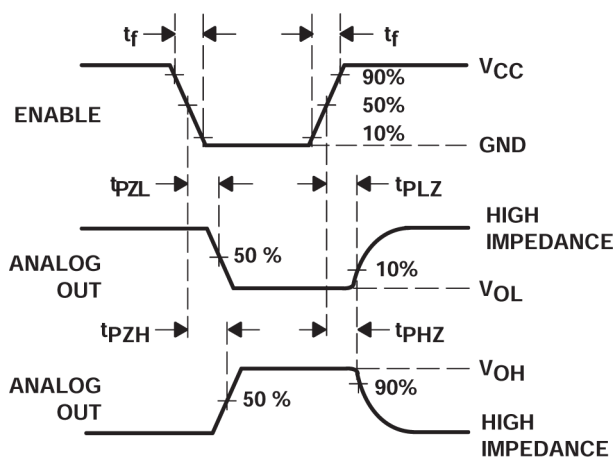 tf
tf
VCC
90%
50%
10%
ENABLE
GND
tPZL
tPLZ
HIGH
IMPEDANCE
ANALOG
OUT
50 %
10%
VOL
tPZH
tPHZ
VOH
ANALOG
OUT
50 %
90%
HIGH
IMPEDANCE